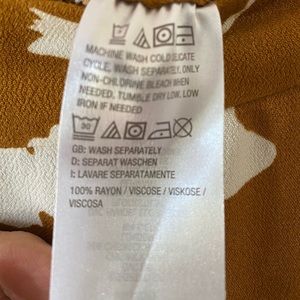 MACHINE WASH COLD DELICATE
CYCLE, WASH SEPARATELY, ONLY
NON-CHLORINE BLEACH WHEN
NEEDED, TUMBLE DRY LOW, LOW
IRON IF NEEDED
30
GB: WASH SEPARATELY
D: SEPARAT WASCHEN
I: LAVARE SEPARATAMENTE
100% RAYON / VISCOSE / VISKOSE /
VISCOSA